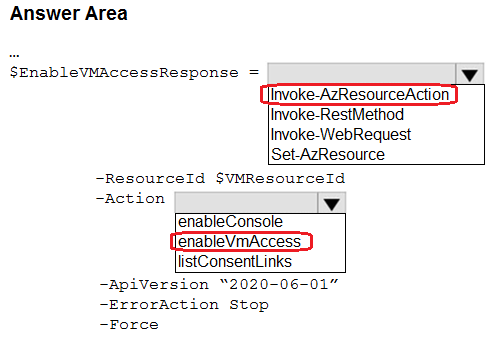 Answer Area
…
$EnableVMAccessResponse =
Invoke-AzResourceAction
Invoke-RestMethod
Invoke-WebRequest
Set-AzResource
-ResourceId $VMResourceId
-Action
enableConsole
enableVmAccess
listConsentLinks
-ApiVersion “2020-06-01”
-ErrorAction Stop
-Force